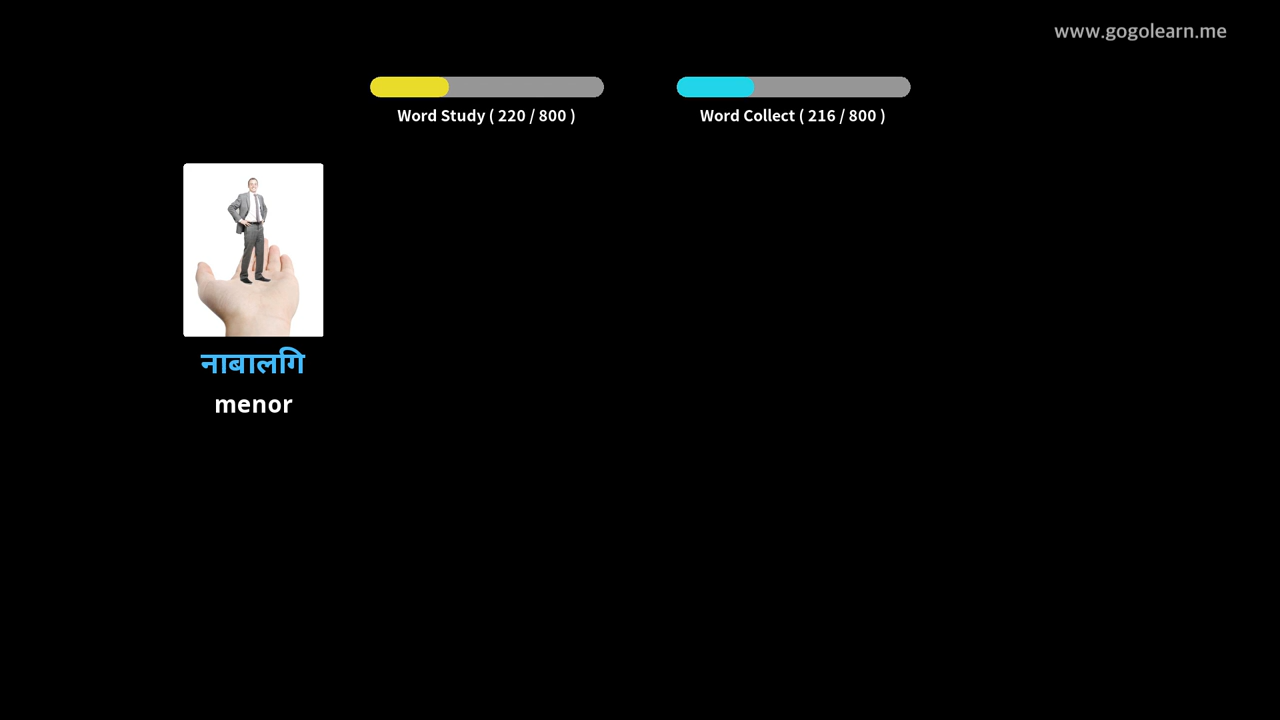 www.gogolearn.me
Word Study ( 220 / 800 )
Word Collect ( 216 / 800 )
नाबालगि
menor